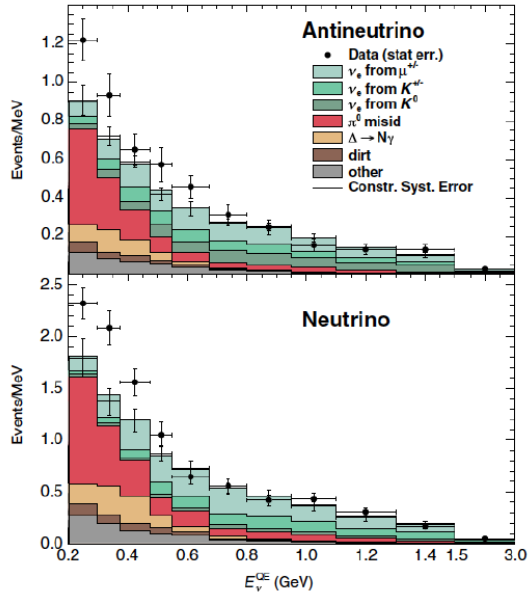 Antineutrino
Data (stat err.)
νe from μ+/-
νe from K+/-
νe from K0
π0 misid
Δ → Nγ
dirt
other
Constr. Syst. Error
Events/MeV
1.2
1.0
0.8
0.6
0.4
0.2
Neutrino
Events/MeV
2.5
2.0
1.5
1.0
0.5
0.0
0.2 0.4 0.6 0.8 1.0 1.2 1.4 1.5 3.0
EνQE (GeV)